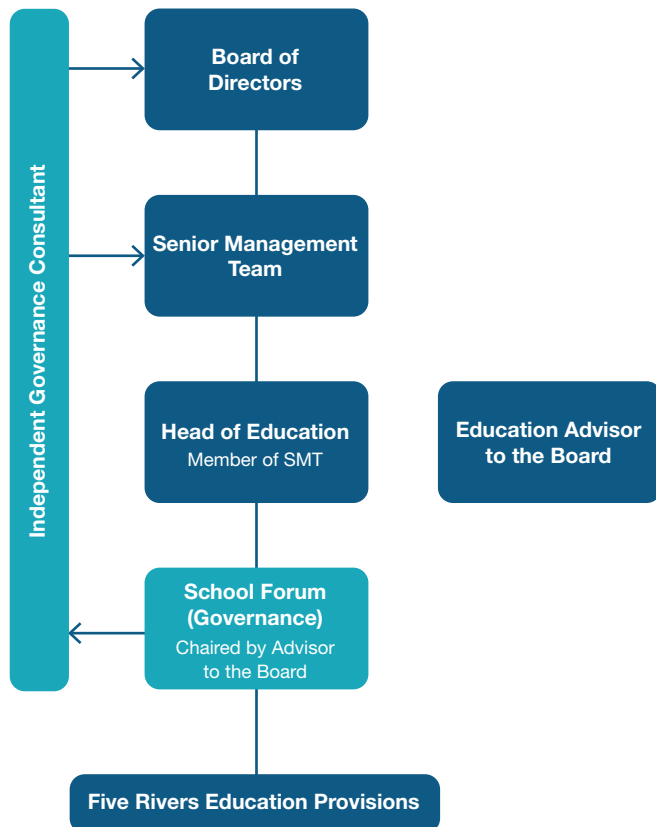 Independent Governance Consultant
Board of
Directors
Senior Management
Team
Head of Education
Member of SMT
Education Advisor
to the Board
School Forum
(Governance)
Chaired by Advisor
to the Board
Five Rivers Education Provisions